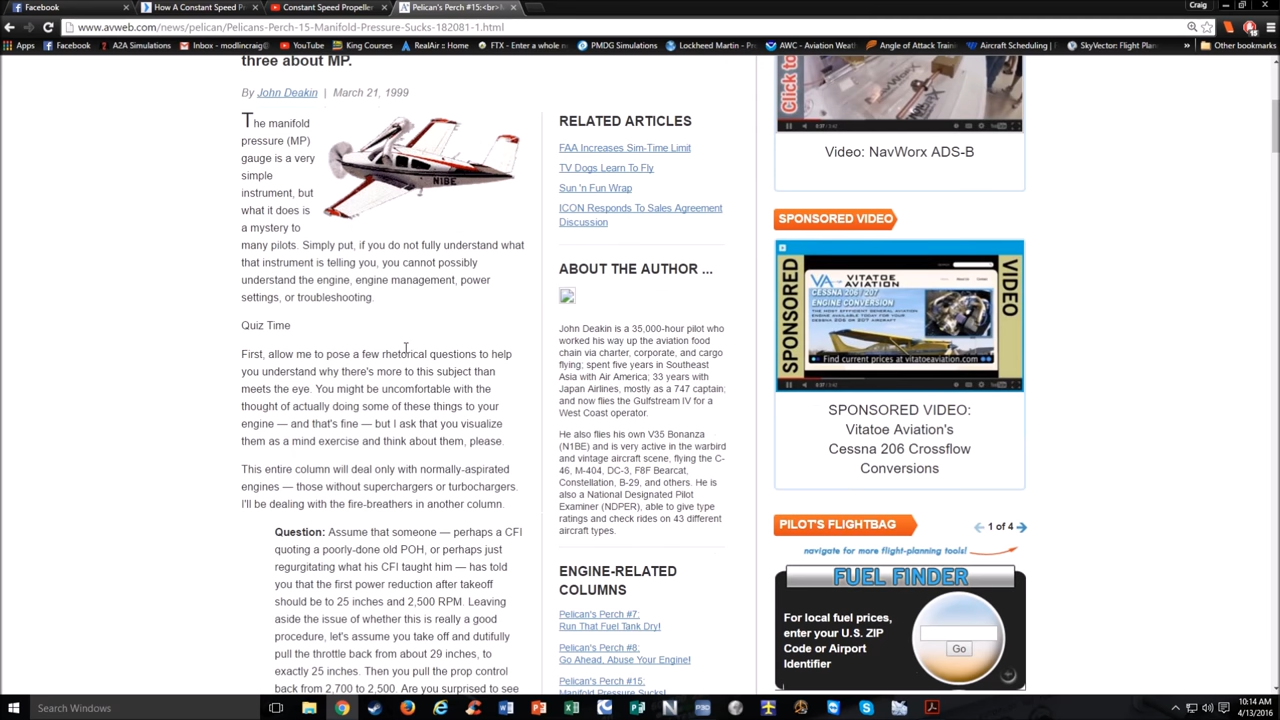 Facebook
How A Constant Speed P
Constant Speed Propeller
Pelican's Perch #15:<br>M
Craig
www.avweb.com/news/pelican/Pelicans-Perch-15-Manifold-Pressure-Sucks-182081-1.html
Apps
Facebook
A2A Simulations
Inbox - modlincraig@
YouTube
King Courses
RealAir :: Home
FTX - Enter a whole n
PMDG Simulations
Lockheed Martin - Pr
AWC - Aviation Weat
Angle of Attack Train
Aircraft Scheduling |
SkyVector: Flight Plan
»
Other bookmarks
three about MP.
By John Deakin | March 21, 1999
The manifold
pressure (MP)
gauge is a very
simple
instrument, but
what it does is
a mystery to
many pilots. Simply put, if you do not fully understand what
that instrument is telling you, you cannot possibly
understand the engine, engine management, power
settings, or troubleshooting.
N1BE
Quiz Time
First, allow me to pose a few rhetorical questions to help
you understand why there's more to this subject than
meets the eye. You might be uncomfortable with the
thought of actually doing some of these things to your
engine — and that's fine — but I ask that you visualize
them as a mind exercise and think about them, please.
This entire column will deal only with normally-aspirated
engines — those without superchargers or turbochargers.
I'll be dealing with the fire-breathers in another column.
Question: Assume that someone — perhaps a CFI
quoting a poorly-done old POH, or perhaps just
regurgitating what his CFI taught him — has told
you that the first power reduction after takeoff
should be to 25 inches and 2,500 RPM. Leaving
aside the issue of whether this is really a good
procedure, let's assume you take off and dutifully
pull the throttle back from about 29 inches, to
exactly 25 inches. Then you pull the prop control
back from 2,700 to 2,500. Are you surprised to see
RELATED ARTICLES
FAA Increases Sim-Time Limit
TV Dogs Learn To Fly
Sun 'n Fun Wrap
ICON Responds To Sales Agreement
Discussion
ABOUT THE AUTHOR ...
John Deakin is a 35,000-hour pilot who
worked his way up the aviation food
chain via charter, corporate, and cargo
flying; spent five years in Southeast
Asia with Air America; 33 years with
Japan Airlines, mostly as a 747 captain;
and now flies the Gulfstream IV for a
West Coast operator.
He also flies his own V35 Bonanza
(N1BE) and is very active in the warbird
and vintage aircraft scene, flying the C-
46, M-404, DC-3, F8F Bearcat,
Constellation, B-29, and others. He is
also a National Designated Pilot
Examiner (NDPER), able to give type
ratings and check rides on 43 different
aircraft types.
ENGINE-RELATED
COLUMNS
Pelican's Perch #7:
Run That Fuel Tank Dry!
Pelican's Perch #8:
Go Ahead, Abuse Your Engine!
Pelican's Perch #15:
Manifold Pressure Sucks!
Click to
Video: NavWorx ADS-B
SPONSORED VIDEO
SPONSORED
VITATOE
AVIATION
CESSNA 206/207
ENGINE CONVERSION
VIDEO
Find current prices at vitatoeaviation.com
SPONSORED VIDEO:
Vitatoe Aviation's
Cessna 206 Crossflow
Conversions
PILOT'S FLIGHTBAG
1 of 4
navigate for more flight-planning tools!
FUEL FINDER
For local fuel prices,
enter your U.S. ZIP
Code or Airport
Identifier
Go
Search Windows
10:14 AM
4/13/2016